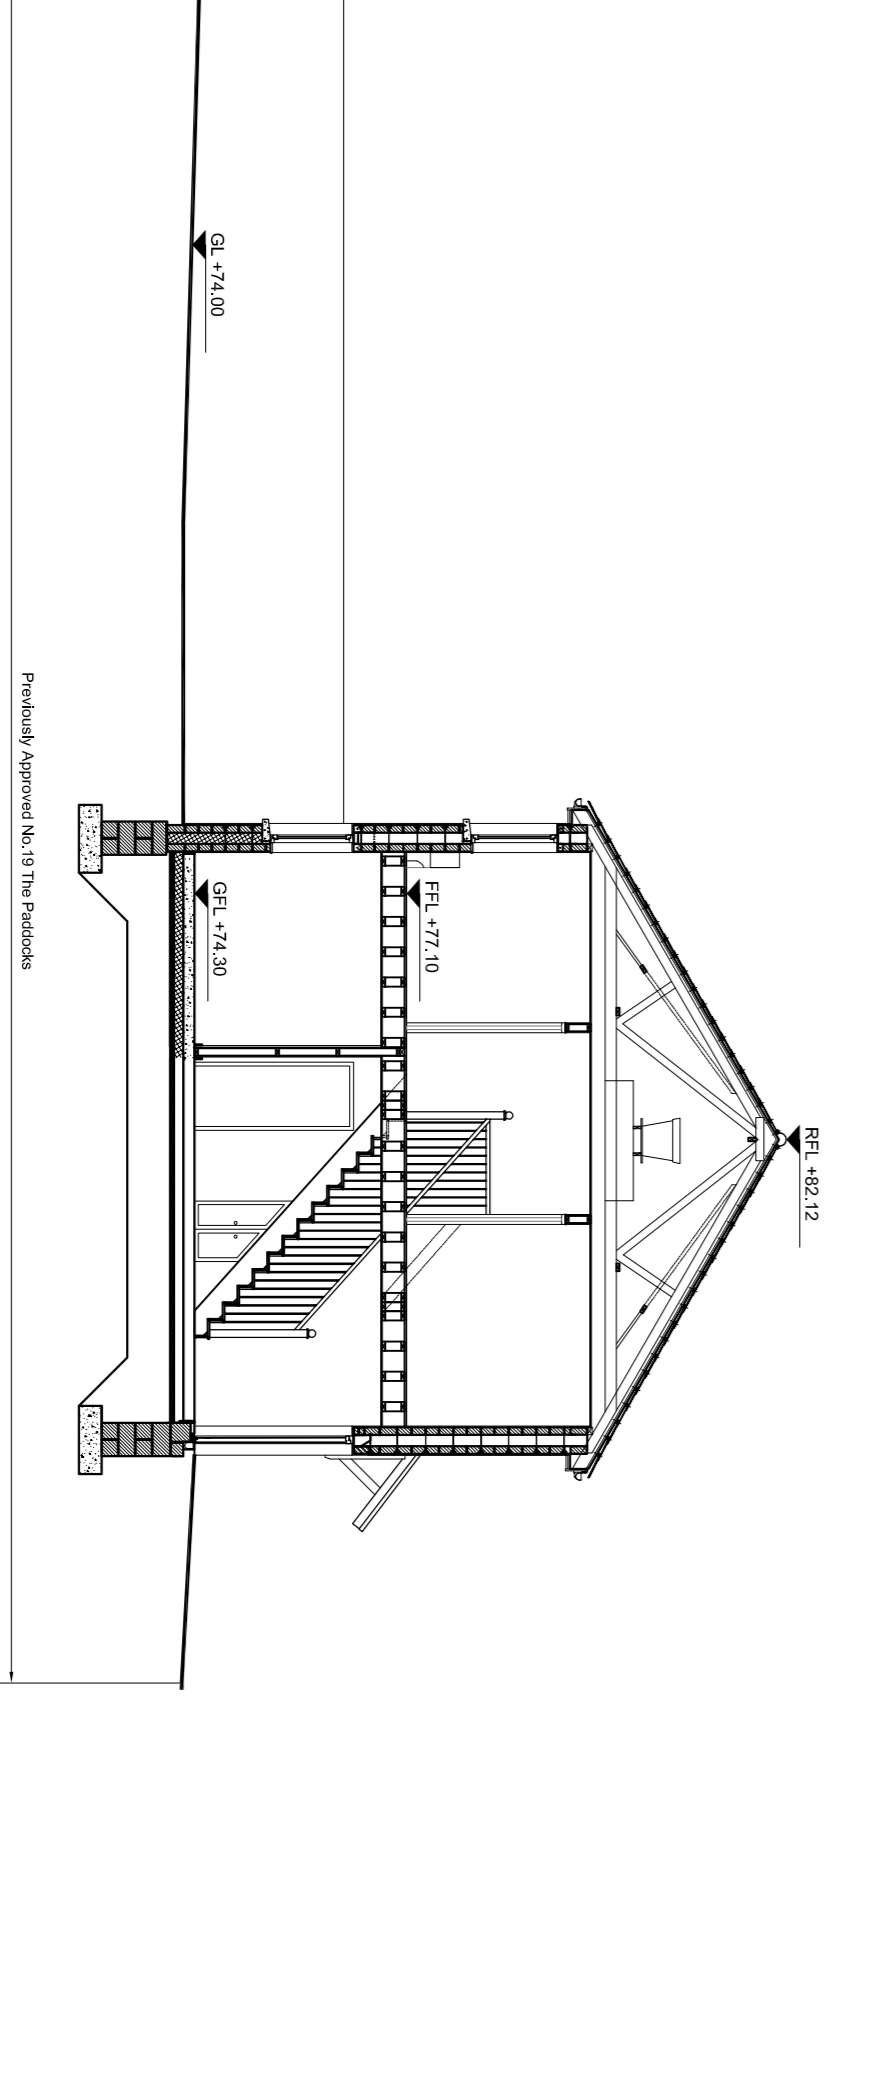 RFL +82.12
FFL +77.10
GFL +74.30
GL +74.00
Previously Approved No.19 The Paddocks